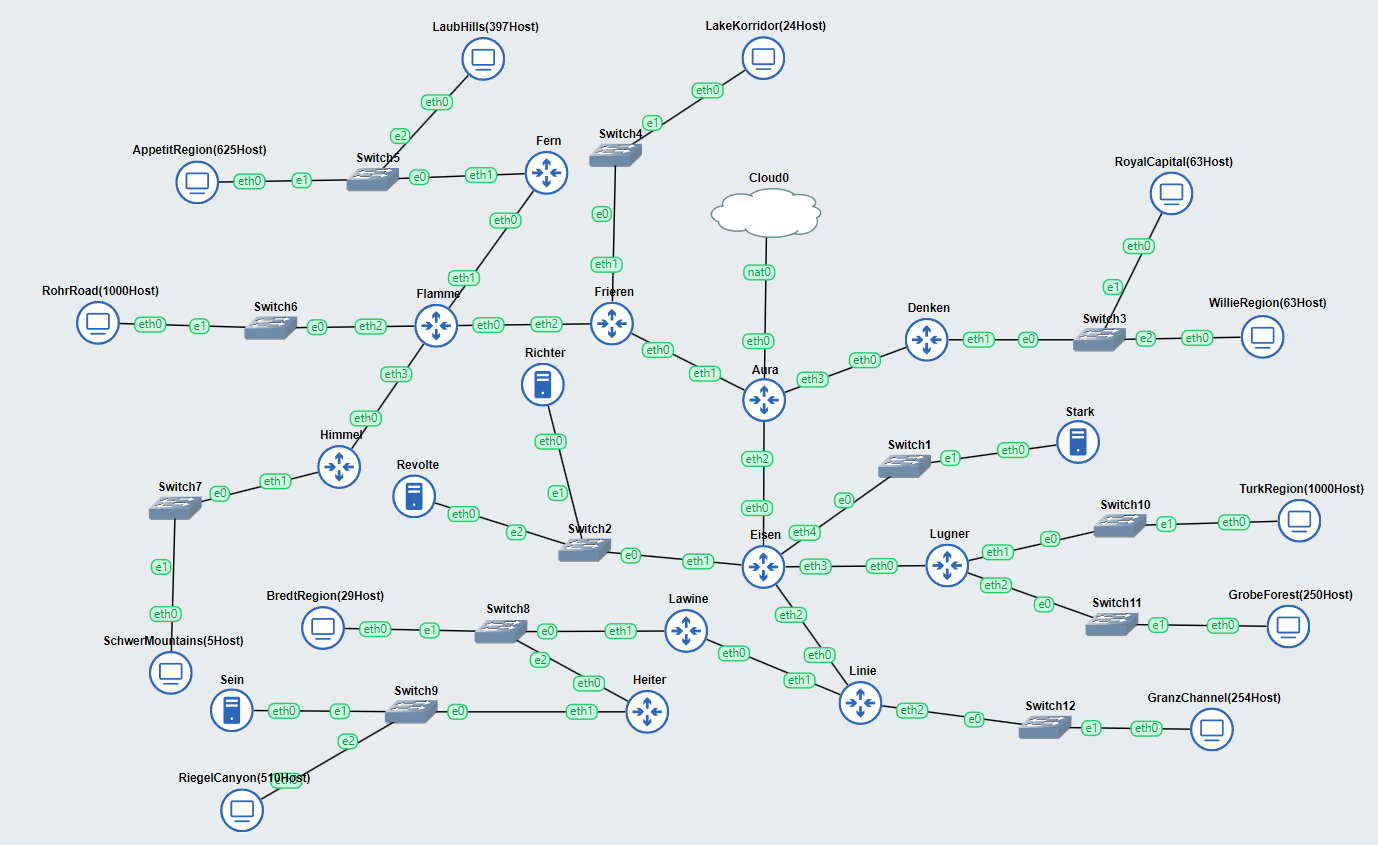 LaubHills(397Host)
LakeKorridor(24Host)
eth0
eth0
e2
e1
Switch4
Fern
AppetitRegion(625Host)
Switch5
eth0
e1
e0
eth1
RoyalCapital(63Host)
Cloud0
e0
eth0
eth0
eth1
nat0
eth1
e1
RohrRoad(1000Host)
Switch6
Flamme
Frieren
Denken
WillieRegion(63Host)
Switch3
eth0
e1
e0
eth2
eth0
eth2
eth1
e0
e2
eth0
eth0
Richter
eth0
eth0
Aura
eth3
eth1
eth3
eth0
Himmel
eth0
eth2
Stark
Switch1
e1
eth0
Revolte
Switch7
e0
eth1
e1
e0
TurkRegion(1000Host)
Switch10
eth0
eth0
e2
Switch2
e0
eth1
Eisen
eth4
Lugner
eth1
e0
e1
eth0
e1
eth3
eth0
eth2
BredtRegion(29Host)
Switch8
Lawine
Switch11
GrobeForest(250Host)
eth0
eth2
e0
eth0
e1
e0
eth1
e1
eth0
SchwerMountains(5Host)
e2
eth0
eth0
Linie
Sein
Switch9
Heiter
eth0
eth1
GranzChannel(254Host)
Switch12
eth0
e1
e0
eth1
eth2
e0
e1
eth0
e2
RiegelCanyon(510Host)